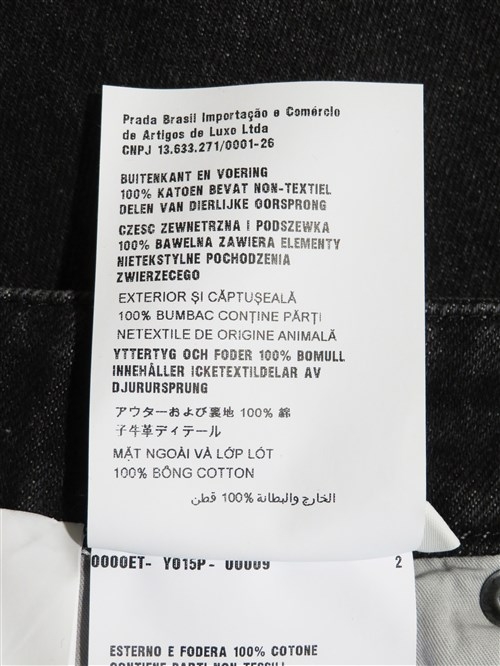 Prada Brasil Importação e Comércio
de Artigos de Luxo Ltda
CNPJ 13.633.271/0001-26
BUITENKANT EN VOERING
100% KATOEN BEVAT NON-TEXTIEL
DELEN VAN DIERLIJKE OORSPRONG
CZESC ZEWNETRZNA I PODSZEWKA
100% BAWELNA ZAWIERA ELEMENTY
NIETEKSTYLNE POCHODZENIA
ZWIERZECEGO
EXTERIOR ȘI CĂPTUȘEALĂ
100% BUMBAC CONȚINE PĂRȚI
NETEXTILE DE ORIGINE ANIMALĂ
YTTERTYG OCH FODER 100% BOMULL
INNEHÅLLER ICKETEXTILDELAR AV
DJURURSPRUNG
アウターおよび裏地 100% 綿
子牛革ディテール
MẶT NGOÀI VÀ LỚP LÓT
100% BÔNG COTTON
الخارج والبطانة 100% قطن
0000ET- Y015P- 00009 2
ESTERNO E FODERA 100% COTONE
CONTIENE PARTI NON TESSILI